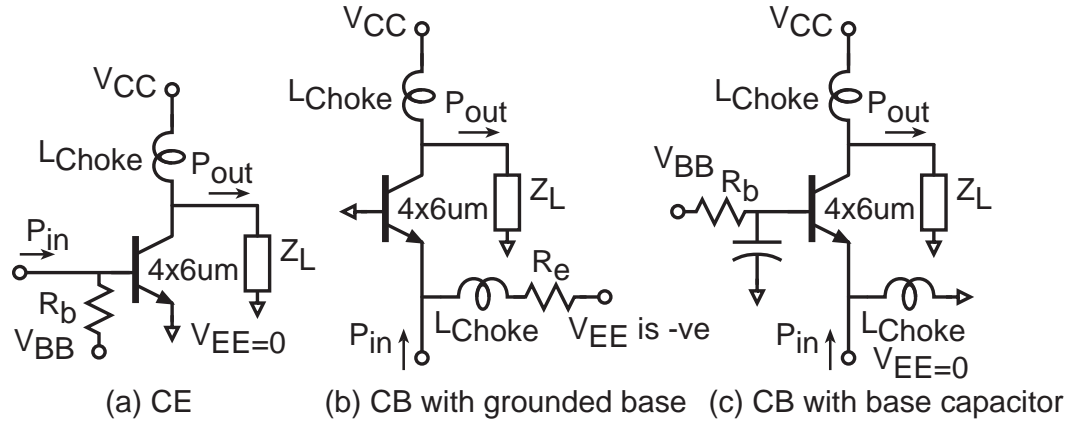 VCC
LChoke
Pout
Pin
4x6um
ZL
Rb
VBB
VEE=0
(a) CE
VCC
LChoke
Pout
4x6um
ZL
Re
LChoke
VEE is -ve
Pin
(b) CB with grounded base
VCC
LChoke
Pout
VBB
Rb
4x6um
ZL
LChoke
Pin
VEE=0
(c) CB with base capacitor